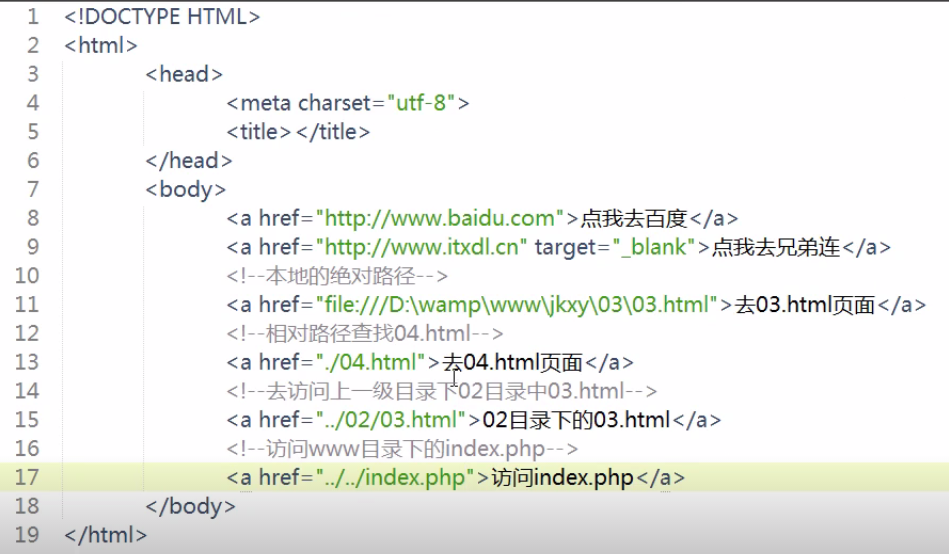 1 <!DOCTYPE HTML>
2 <html>
3 <head>
4 <meta charset="utf-8">
5 <title></title>
6 </head>
7 <body>
8 <a href="http://www.baidu.com">点我去百度</a>
9 <a href="http://www.itxdl.cn" target="_blank">点我去兄弟连</a>
10 <!--本地的绝对路径-->
11 <a href="file:///D:\wamp\www\jkxy\03\03.html">去03.html页面</a>
12 <!--相对路径查找04.html-->
13 <a href="./04.html">去04.html页面</a>
14 <!--去访问上一级目录下02目录中03.html-->
15 <a href="../02/03.html">02目录下的03.html</a>
16 <!--访问www目录下的index.php-->
17 <a href="../../index.php">访问index.php</a>
18 </body>
19 </html>